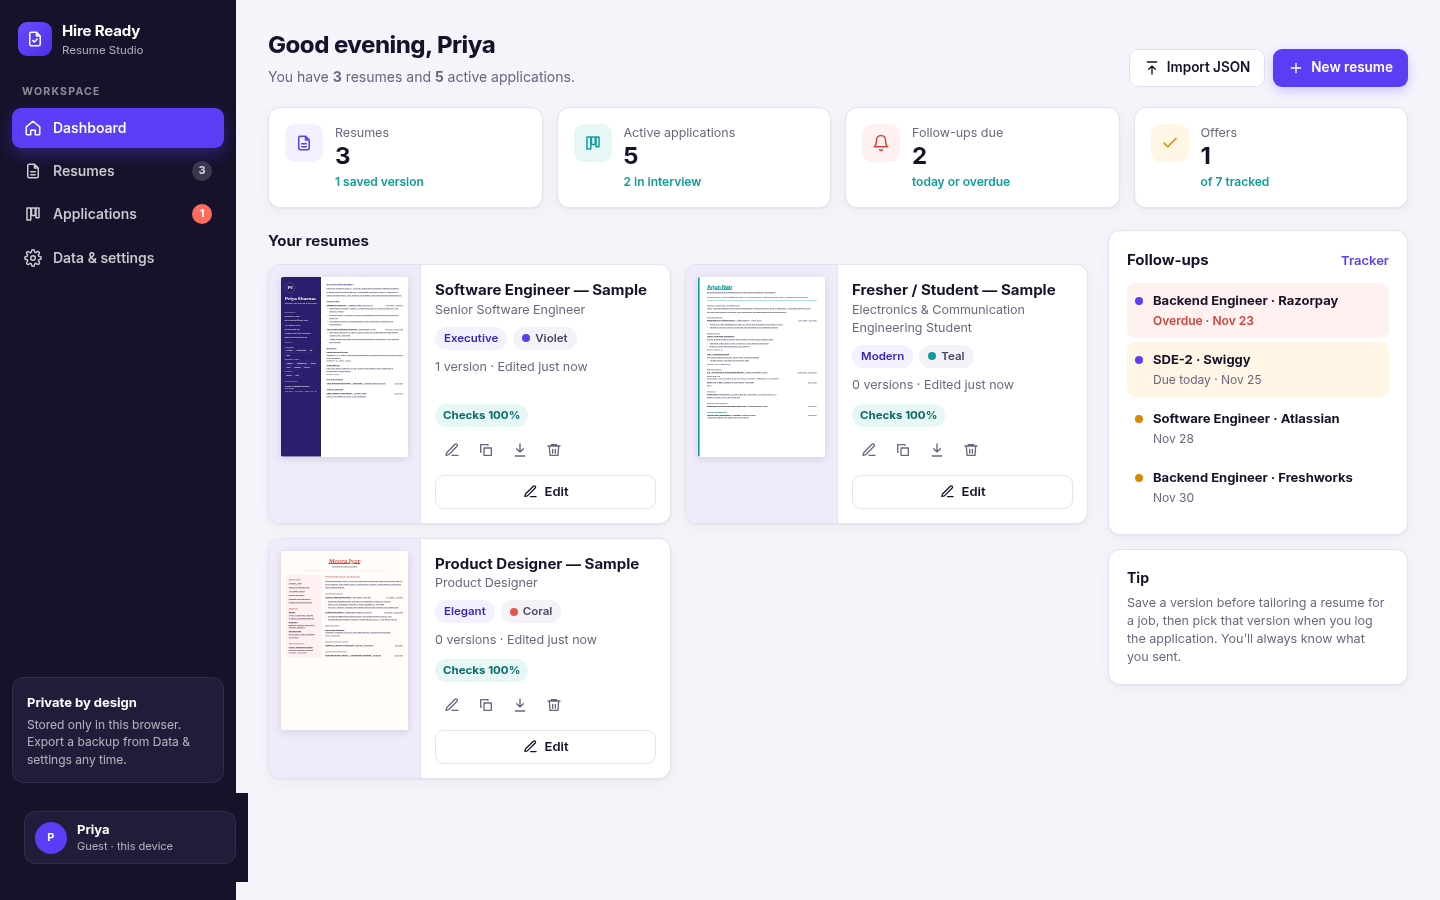 Hire Ready
Resume Studio
WORKSPACE
Dashboard
Resumes
3
Applications
1
Data & settings
Private by design
Stored only in this browser.
Export a backup from Data &
settings any time.
P
Priya
Guest · this device
Good evening, Priya
You have 3 resumes and 5 active applications.
Import JSON
New resume
Resumes
3
1 saved version
Active applications
5
2 in interview
Follow-ups due
2
today or overdue
Offers
1
of 7 tracked
Your resumes
Priya Sharma
Software Engineer — Sample
Senior Software Engineer
Executive
Violet
1 version · Edited just now
Checks 100%
Edit
Arjun Nair
Fresher / Student — Sample
Electronics & Communication
Engineering Student
Modern
Teal
0 versions · Edited just now
Checks 100%
Edit
Meera Iyer
Product Designer — Sample
Product Designer
Elegant
Coral
0 versions · Edited just now
Checks 100%
Edit
Follow-ups
Tracker
Backend Engineer · Razorpay
Overdue · Nov 23
SDE-2 · Swiggy
Due today · Nov 25
Software Engineer · Atlassian
Nov 28
Backend Engineer · Freshworks
Nov 30
Tip
Save a version before tailoring a resume for
a job, then pick that version when you log
the application. You’ll always know what
you sent.